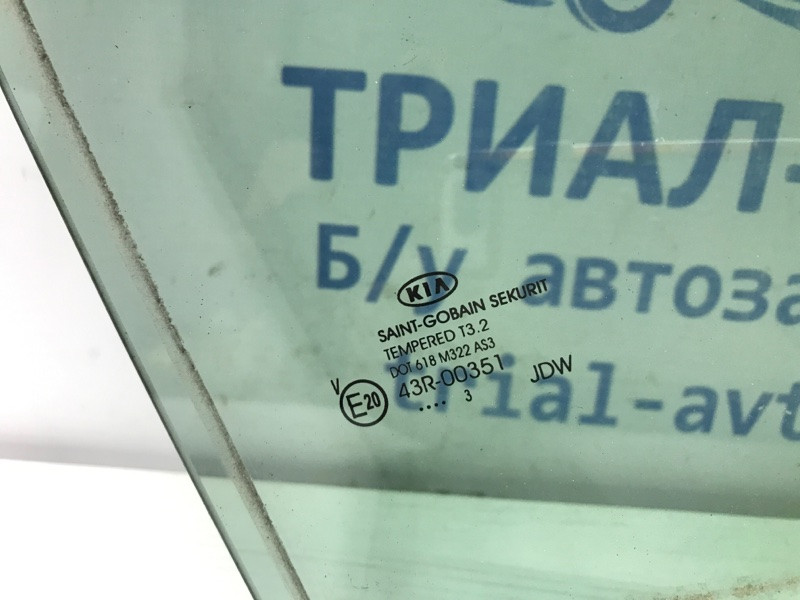 ТРИАЛ-
Б/у автоза
trial-avt
KIA
SAINT-GOBAIN SEKURIT
TEMPERED T3.2
DOT 618 M322 AS3
V E20 43R-00351 JDW
.... 3